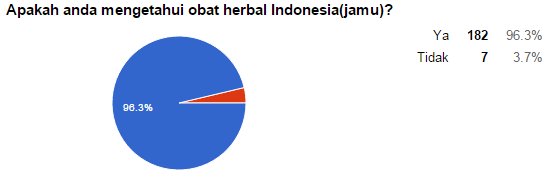 Apakah anda mengetahui obat herbal Indonesia(jamu)?
Ya 182 96.3%
Tidak 7 3.7%
96.3%